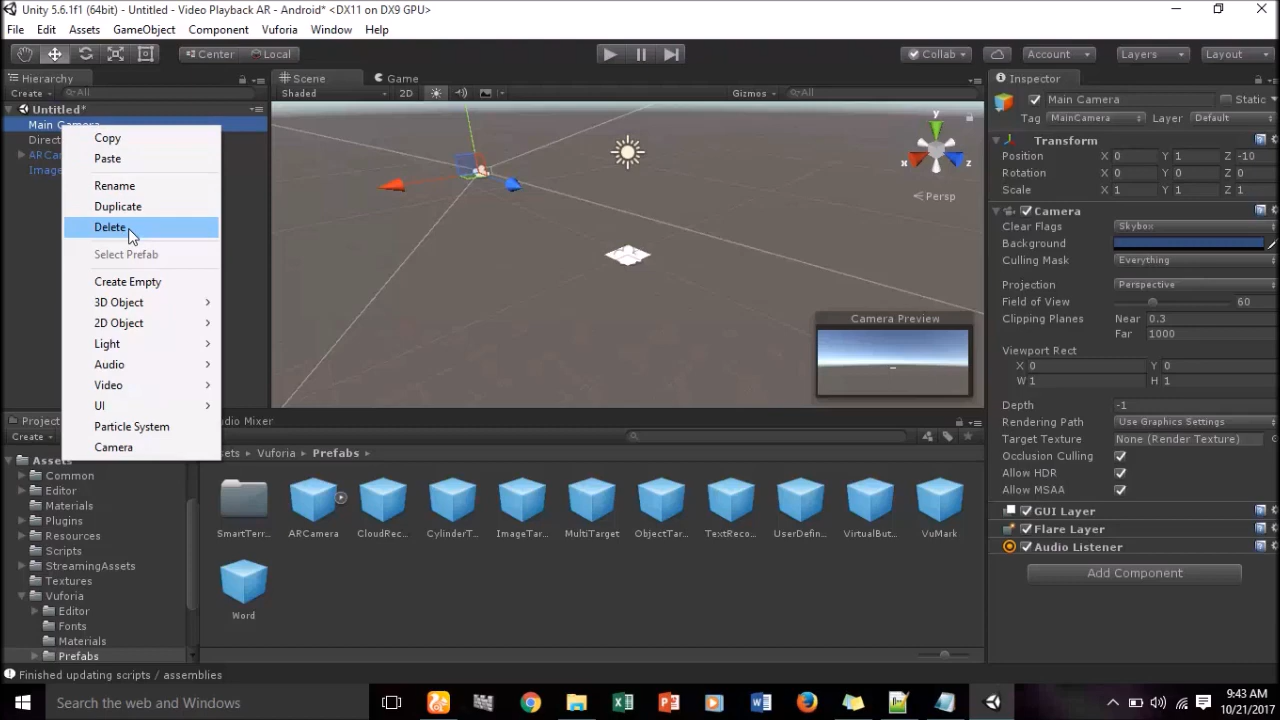 Unity 5.6.1f1 (64bit) - Untitled - Video Playback AR - Android* <DX11 on DX9 GPU>
File Edit Assets GameObject Component Vuforia Window Help
Center Local Collab Account Layers Layout
Hierarchy Scene Game Inspector
Create All Shaded 2D Gizmos All
Main Camera Static
Untitled*
Tag MainCamera Layer Default
Main Camera
Copy
Paste
Rename
Duplicate
Delete
Select Prefab
Create Empty
3D Object
2D Object
Light
Audio
Video
UI
Particle System
Camera
y
x z
Persp
Camera Preview
Transform
Position X 0 Y 1 Z -10
Rotation X 0 Y 0 Z 0
Scale X 1 Y 1 Z 1
Camera
Clear Flags Skybox
Background
Culling Mask Everything
Projection Perspective
Field of View 60
Clipping Planes Near 0.3
Far 1000
Viewport Rect
X 0 Y 0
W 1 H 1
Depth -1
Rendering Path Use Graphics Settings
Target Texture None (Render Texture)
Occlusion Culling
Allow HDR
Allow MSAA
GUI Layer
Flare Layer
Audio Listener
Add Component
Project
Create
Assets
Common
Editor
Materials
Plugins
Resources
Scripts
StreamingAssets
Textures
Vuforia
Editor
Fonts
Materials
Prefabs
Vuforia Prefabs
SmartTerr... ARCamera CloudRec... CylinderT... ImageTar... MultiTarget ObjectTar... TextReco... UserDefin... VirtualBut... VuMark
Word
Finished updating scripts / assemblies
Search the web and Windows
9:43 AM
10/21/2017